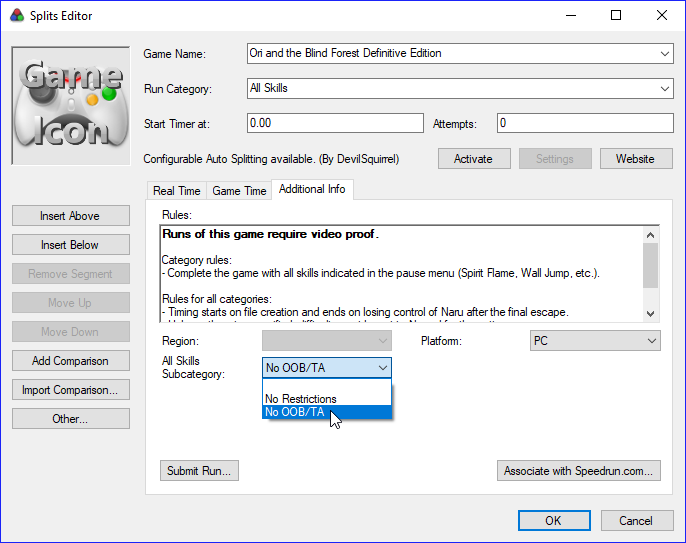 Splits Editor
Game Icon
Game Name: Ori and the Blind Forest Definitive Edition
Run Category: All Skills
Start Timer at: 0.00 Attempts: 0
Configurable Auto Splitting available. (By DevilSquirrel) Activate Settings Website
Real Time Game Time Additional Info
Insert Above
Insert Below
Remove Segment
Move Up
Move Down
Add Comparison
Import Comparison...
Other...
Rules:
Runs of this game require video proof.
Category rules:
- Complete the game with all skills indicated in the pause menu (Spirit Flame, Wall Jump, etc.).
Rules for all categories:
- Timing starts on file creation and ends on losing control of Naru after the final escape.
Region: Platform: PC
All Skills
Subcategory: No OOB/TA
No Restrictions
No OOB/TA
Submit Run... Associate with Speedrun.com...
OK Cancel